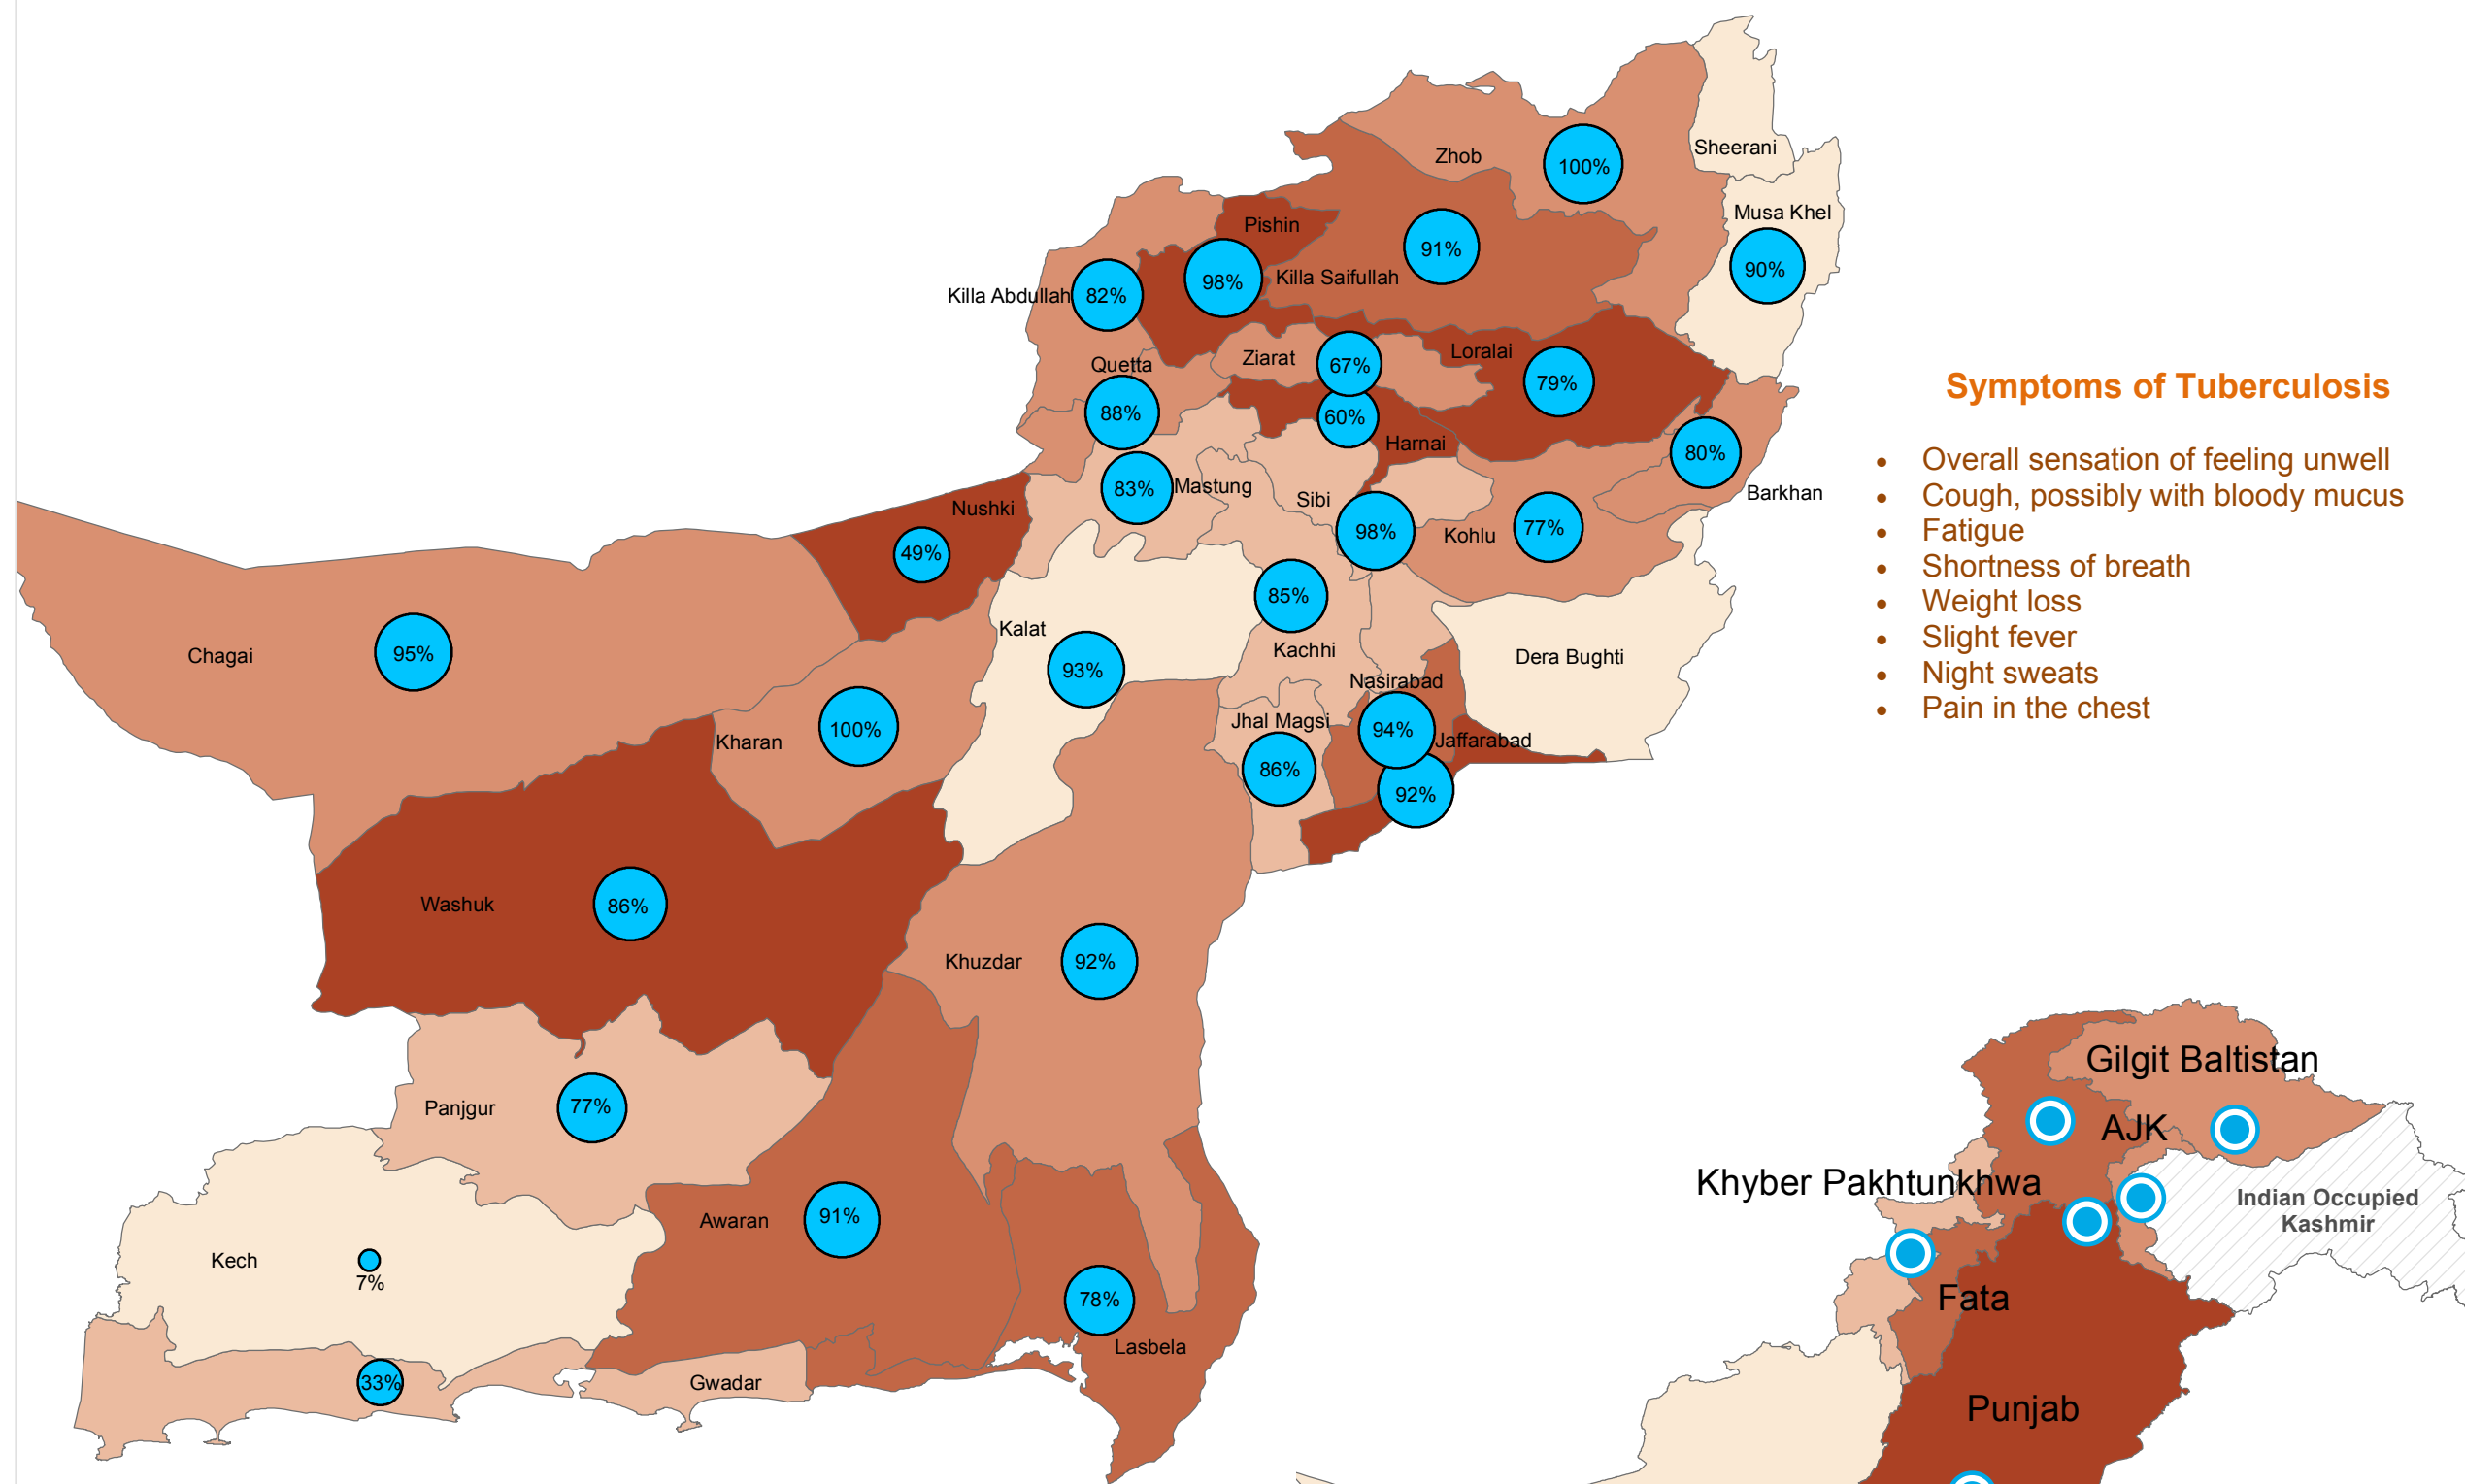 Sheerani
Zhob
100%
Musa Khel
90%
Pishin
91%
98%
Killa Saifullah
Killa Abdullah
82%
Quetta
Ziarat
67%
Loralai
79%
88%
60%
Harnai
80%
Barkhan
83%
Mastung
Sibi
98%
Kohlu
77%
Nushki
49%
85%
Kalat
93%
Kachhi
Dera Bughti
Chagai
95%
Nasirabad
Jhal Magsi
94%
Jaffarabad
86%
92%
Kharan
100%
Washuk
86%
Khuzdar
92%
Panjgur
77%
Awaran
91%
Kech
7%
78%
Lasbela
33%
Gwadar
Symptoms of Tuberculosis
• Overall sensation of feeling unwell
• Cough, possibly with bloody mucus
• Fatigue
• Shortness of breath
• Weight loss
• Slight fever
• Night sweats
• Pain in the chest
Gilgit Baltistan
AJK
Khyber Pakhtunkhwa
Indian Occupied
Kashmir
Fata
Punjab